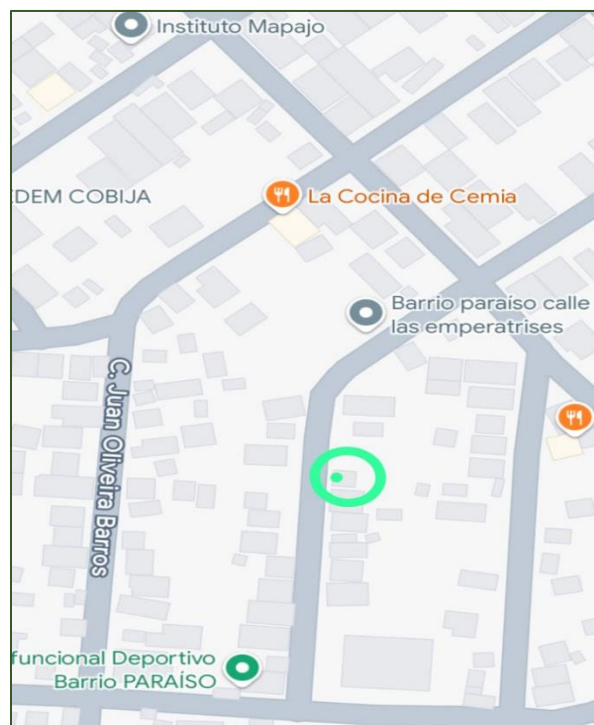 Instituto Mapajo
EDEM COBIJA
La Cocina de Cemia
Barrio paraíso calle
las emperatrises
C. Juan Oliveira Barros
funcional Deportivo
Barrio PARAÍSO